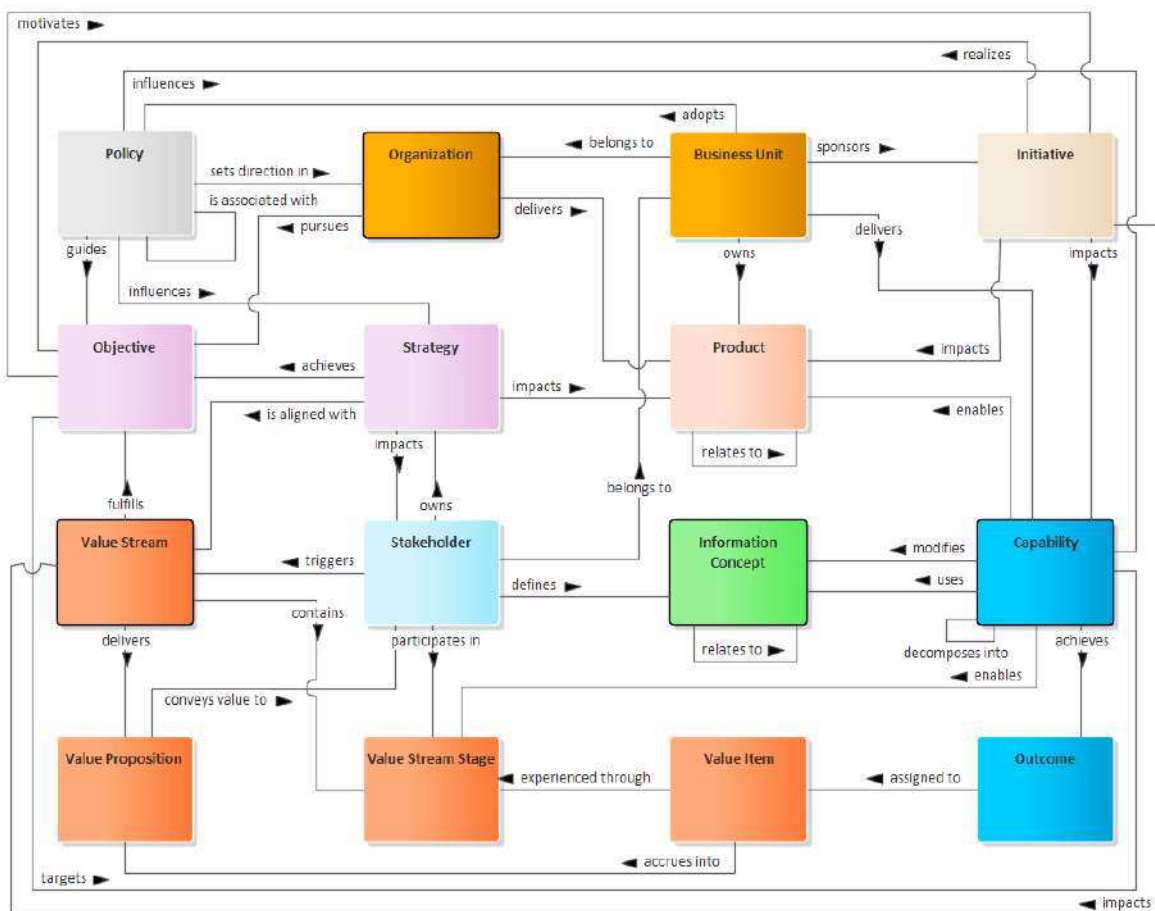 motivates
realizes
influences
adopts
Policy
Organization
belongs to
Business Unit
sponsors
Initiative
sets direction in
is associated with
pursues
delivers
delivers
guides
owns
impacts
influences
Objective
Strategy
Product
impacts
achieves
impacts
enables
is aligned with
impacts
relates to
belongs to
fulfills
owns
Value Stream
Stakeholder
Information
Concept
Capability
modifies
triggers
defines
uses
contains
delivers
participates in
relates to
decomposes into
achieves
enables
conveys value to
Value Proposition
Value Stream Stage
Value Item
Outcome
experienced through
assigned to
accrues into
targets
impacts